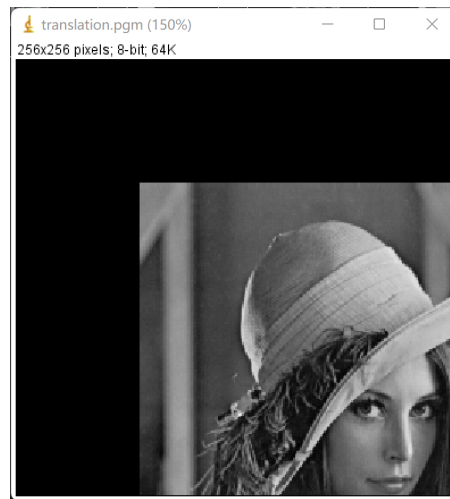 translation.pgm (150%)
256x256 pixels; 8-bit; 64K